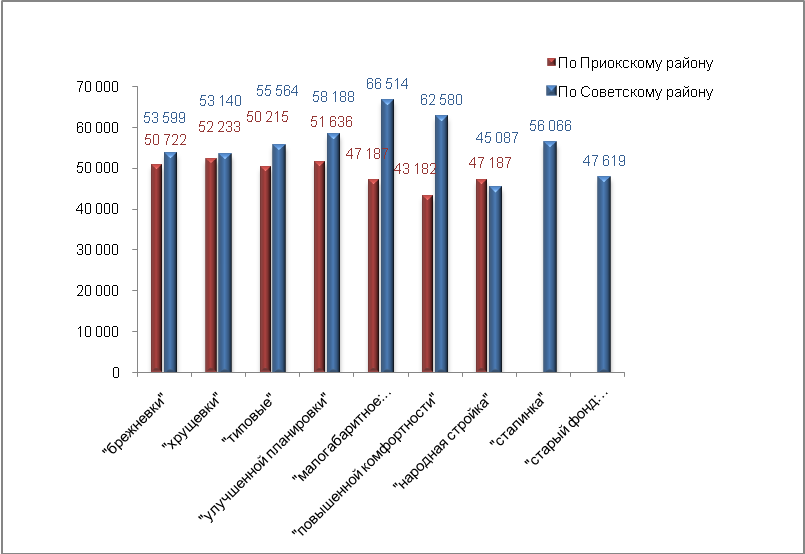 По Приокскому району
По Советскому району
70 000
60 000
50 000
40 000
30 000
20 000
10 000
0
53 599
50 722
53 140
52 233
55 564
50 215
58 188
51 636
66 514
47 187
62 580
43 182
45 087
47 187
56 066
47 619
"брежневки"
"хрущевки"
"типовые"
"улучшенной планировки"
"малогабаритное:...
"повышенной комфортности"
"народная стройка"
"сталинка"
"старый фонд:...